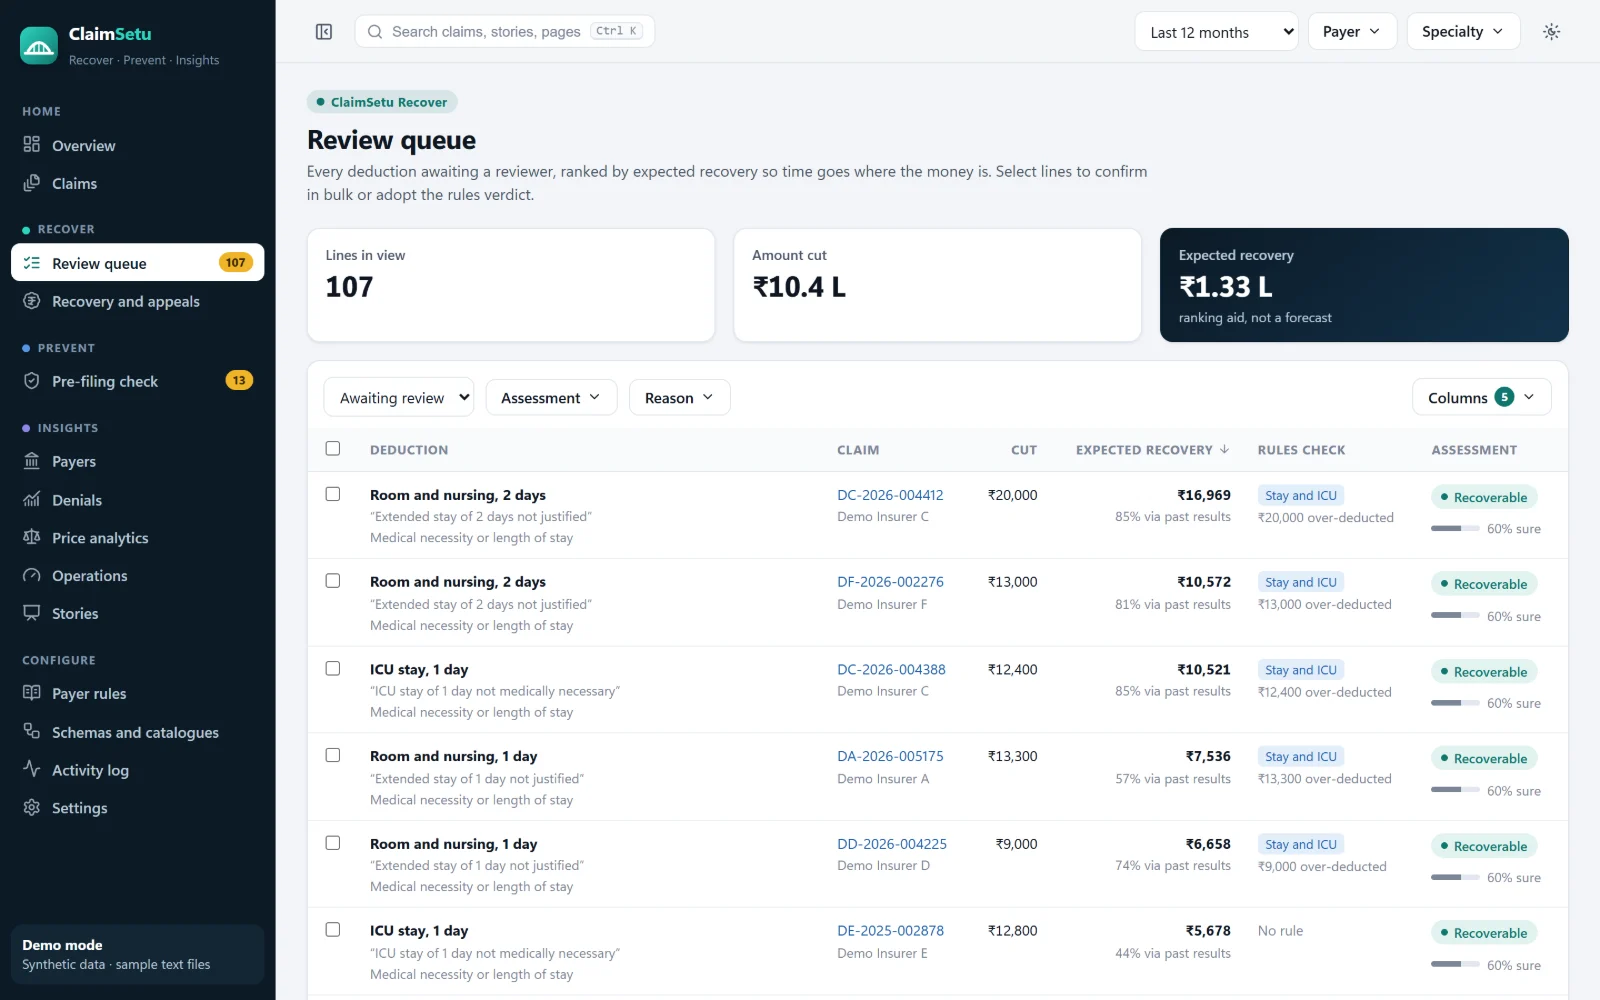 ClaimSetu
Recover · Prevent · Insights
HOME
Overview
Claims
RECOVER
Review queue 107
Recovery and appeals
PREVENT
Pre-filing check 13
INSIGHTS
Payers
Denials
Price analytics
Operations
Stories
CONFIGURE
Payer rules
Schemas and catalogues
Activity log
Settings
Demo mode
Synthetic data · sample text files
Search claims, stories, pages Ctrl K
Last 12 months Payer Specialty
ClaimSetu Recover
Review queue
Every deduction awaiting a reviewer, ranked by expected recovery so time goes where the money is. Select lines to confirm
in bulk or adopt the rules verdict.
Lines in view
107
Amount cut
₹10.4 L
Expected recovery
₹1.33 L
ranking aid, not a forecast
Awaiting review Assessment Reason Columns 5
DEDUCTION CLAIM CUT EXPECTED RECOVERY ↓ RULES CHECK ASSESSMENT
Room and nursing, 2 days DC-2026-004412 ₹20,000 ₹16,969 Stay and ICU Recoverable
“Extended stay of 2 days not justified” Demo Insurer C 85% via past results ₹20,000 over-deducted 60% sure
Medical necessity or length of stay
Room and nursing, 2 days DF-2026-002276 ₹13,000 ₹10,572 Stay and ICU Recoverable
“Extended stay of 2 days not justified” Demo Insurer F 81% via past results ₹13,000 over-deducted 60% sure
Medical necessity or length of stay
ICU stay, 1 day DC-2026-004388 ₹12,400 ₹10,521 Stay and ICU Recoverable
“ICU stay of 1 day not medically necessary” Demo Insurer C 85% via past results ₹12,400 over-deducted 60% sure
Medical necessity or length of stay
Room and nursing, 1 day DA-2026-005175 ₹13,300 ₹7,536 Stay and ICU Recoverable
“Extended stay of 1 day not justified” Demo Insurer A 57% via past results ₹13,300 over-deducted 60% sure
Medical necessity or length of stay
Room and nursing, 1 day DD-2026-004225 ₹9,000 ₹6,658 Stay and ICU Recoverable
“Extended stay of 1 day not justified” Demo Insurer D 74% via past results ₹9,000 over-deducted 60% sure
Medical necessity or length of stay
ICU stay, 1 day DE-2025-002878 ₹12,800 ₹5,678 No rule Recoverable
“ICU stay of 1 day not medically necessary” Demo Insurer E 44% via past results 60% sure
Medical necessity or length of stay